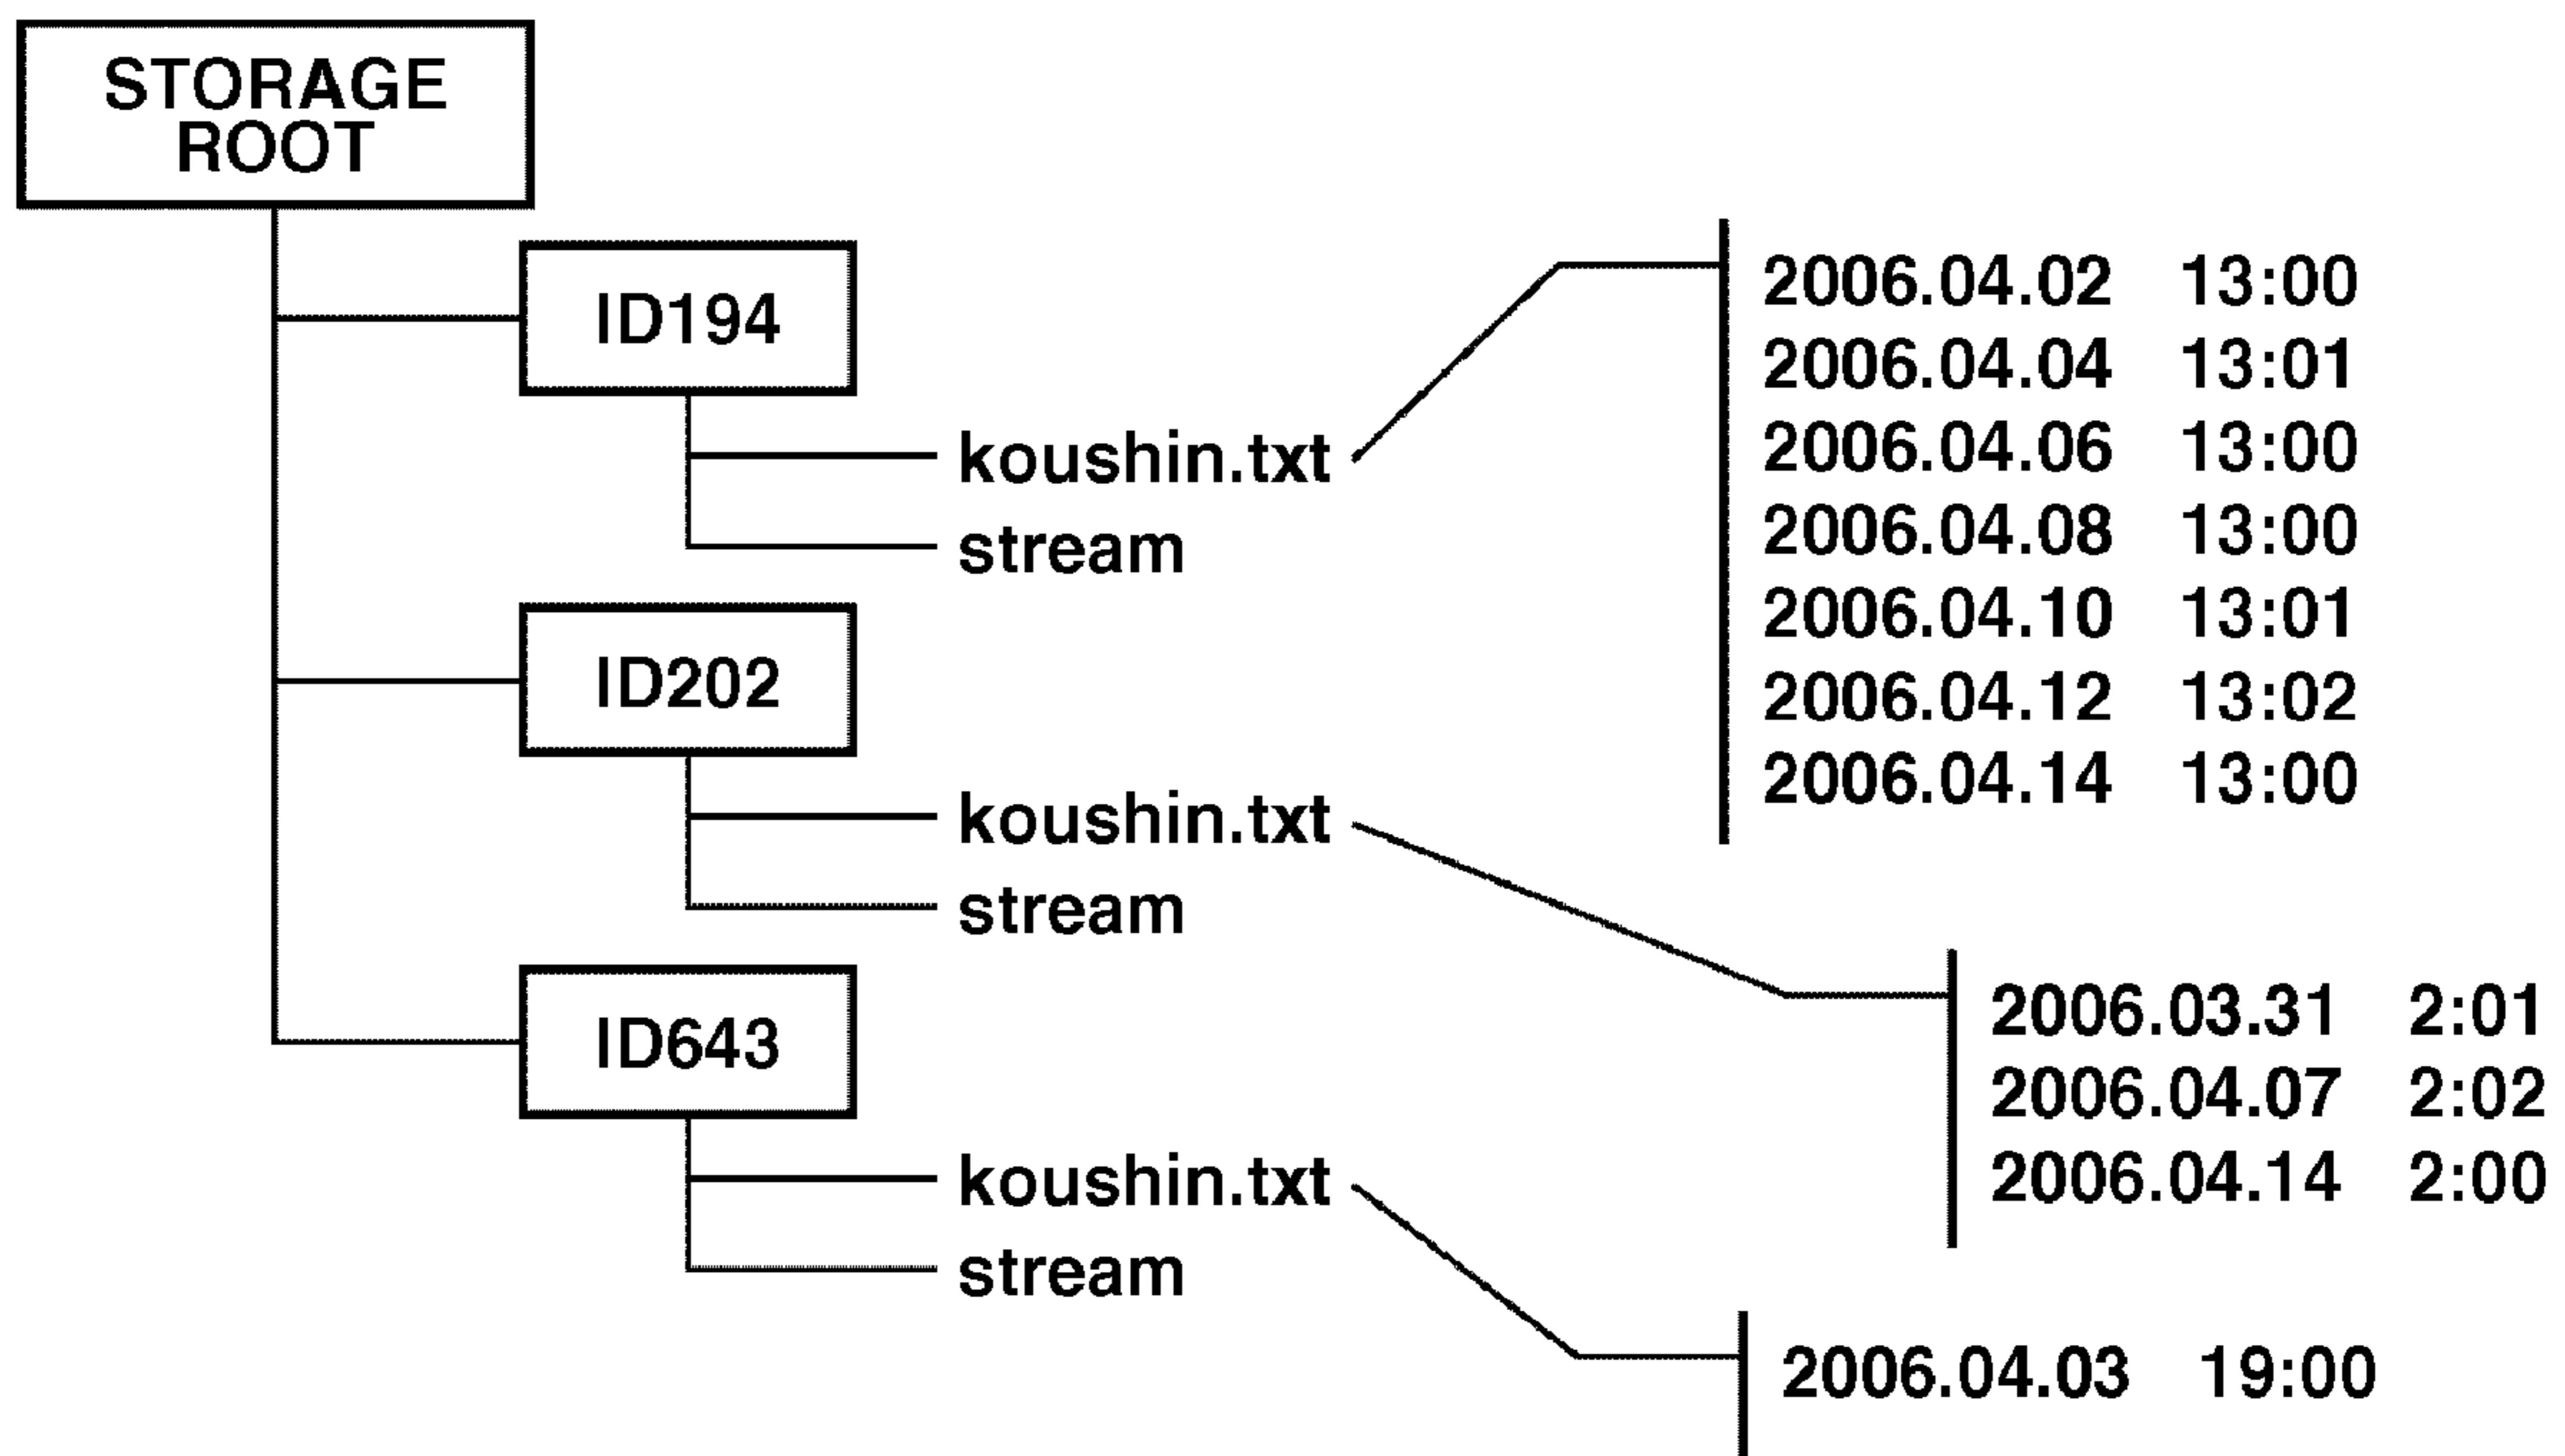 STORAGE
ROOT
ID194
koushin.txt
stream
2006.04.02 13:00
2006.04.04 13:01
2006.04.06 13:00
2006.04.08 13:00
2006.04.10 13:01
2006.04.12 13:02
2006.04.14 13:00
ID202
koushin.txt
stream
2006.03.31 2:01
2006.04.07 2:02
2006.04.14 2:00
ID643
koushin.txt
stream
2006.04.03 19:00